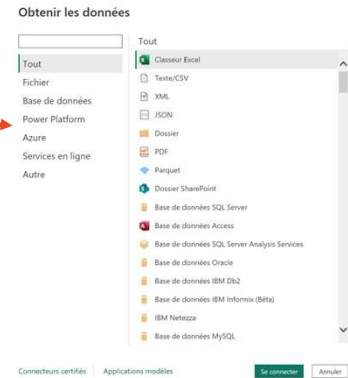 Obtenir les données
Tout
Fichier
Base de données
Power Platform
Azure
Services en ligne
Autre
Tout
Classeur Excel
Texte/CSV
XML
JSON
Dossier
PDF
Parquet
Dossier SharePoint
Base de données SQL Server
Base de données Access
Base de données SQL Server Analysis Services
Base de données Oracle
Base de données IBM Db2
Base de données IBM Informix (Bêta)
IBM Netezza
Base de données MySQL
Connecteurs certifiés
Applications modèles
Se connecter
Annuler